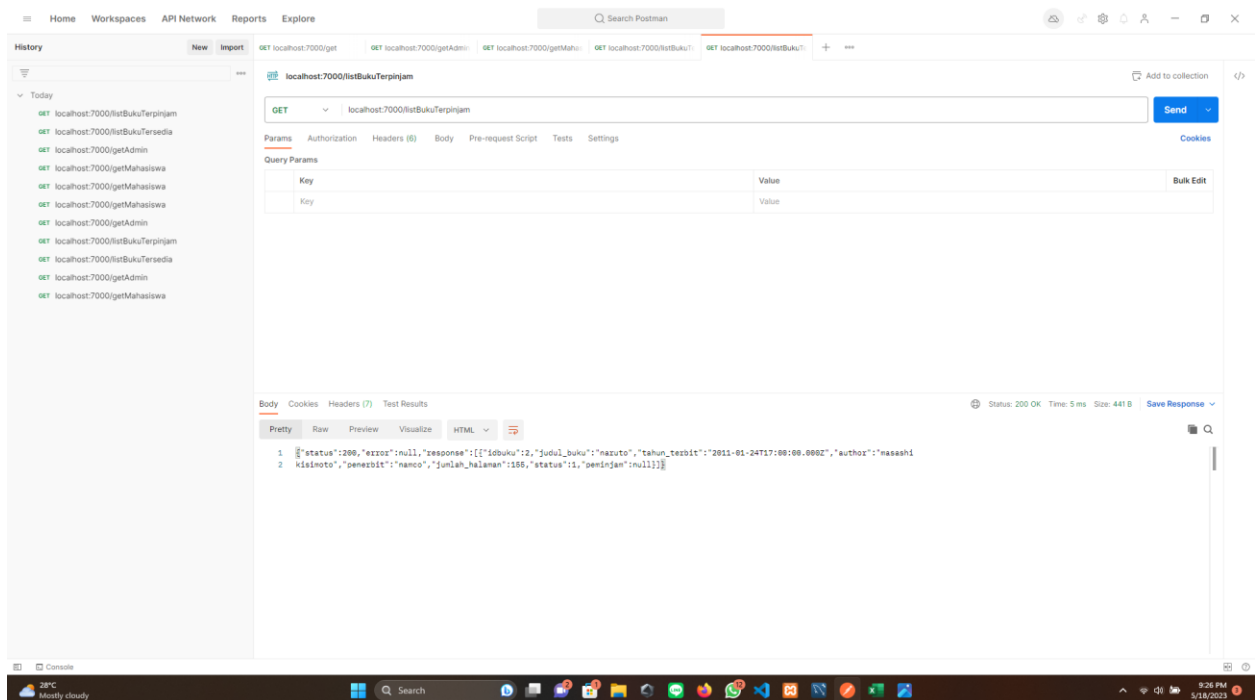 Home Workspaces API Network Reports Explore Search Postman
History New Import GET localhost:7000/get GET localhost:7000/getAdmin GET localhost:7000/getMaha GET localhost:7000/listBukuT GET localhost:7000/listBukuT
HTTP localhost:7000/listBukuTerpinjam Add to collection
Today
GET localhost:7000/listBukuTerpinjam
GET localhost:7000/listBukuTersedia
GET localhost:7000/getAdmin
GET localhost:7000/getMahasiswa
GET localhost:7000/getMahasiswa
GET localhost:7000/getMahasiswa
GET localhost:7000/getAdmin
GET localhost:7000/listBukuTerpinjam
GET localhost:7000/listBukuTersedia
GET localhost:7000/getAdmin
GET localhost:7000/getMahasiswa
GET localhost:7000/listBukuTerpinjam Send
Params Authorization Headers (6) Body Pre-request Script Tests Settings Cookies
Query Params
Key Value Bulk Edit
Key Value
Body Cookies Headers (7) Test Results Status: 200 OK Time: 5 ms Size: 441 B Save Response
Pretty Raw Preview Visualize HTML
1 {"status":200,"error":null,"response":[{"idbuku":2,"judul_buku":"naruto","tahun_terbit":"2011-01-24T17:00:00.000Z","author":"masashi
2 kisimoto","penerbit":"namco","jumlah_halaman":155,"status":1,"peminjam":null}]}
Console
28°C
Mostly cloudy
Search
9:26 PM
5/18/2023